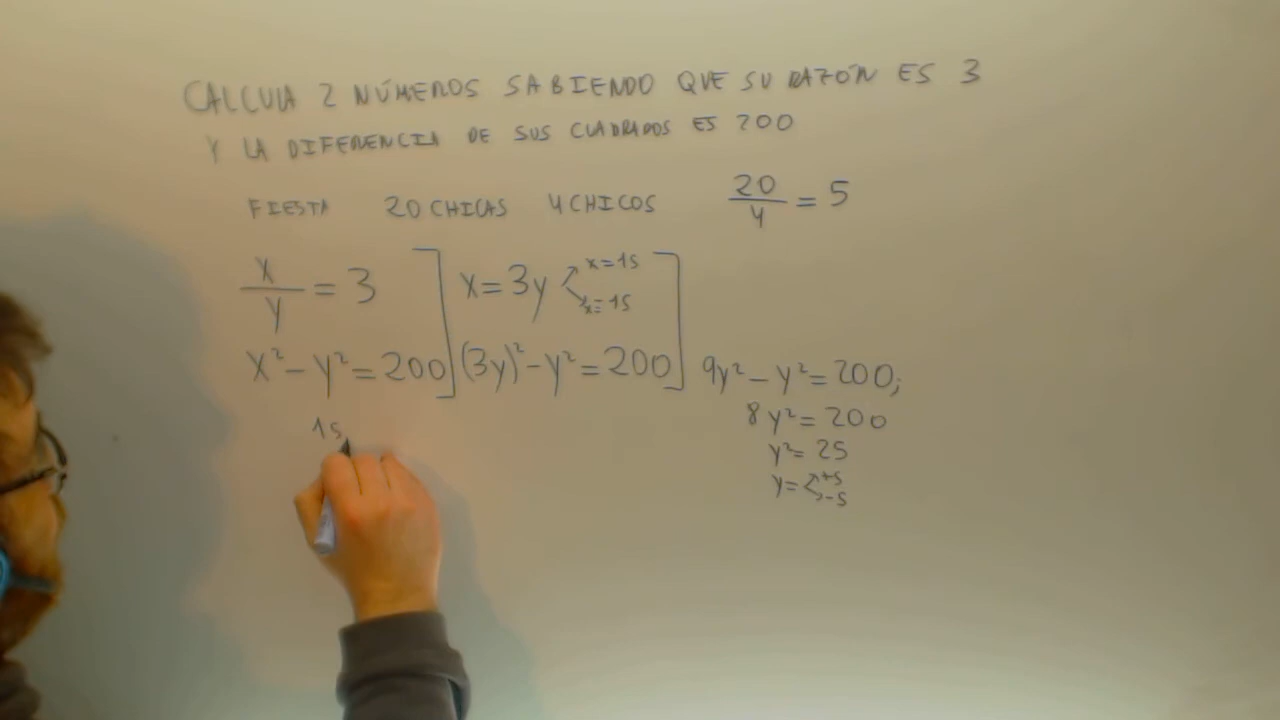 CALCULA 2 NÚMEROS SABIENDO QUE SU RAZÓN ES 3
Y LA DIFERENCIA DE SUS CUADRADOS ES 200
FIESTA 20 CHICAS 4 CHICOS 20/4 = 5
x/y = 3 x = 3y x = 15
x = 15
x² - y² = 200 (3y)² - y² = 200 9y² - y² = 200;
8y² = 200
y² = 25
y = +5
-5
15